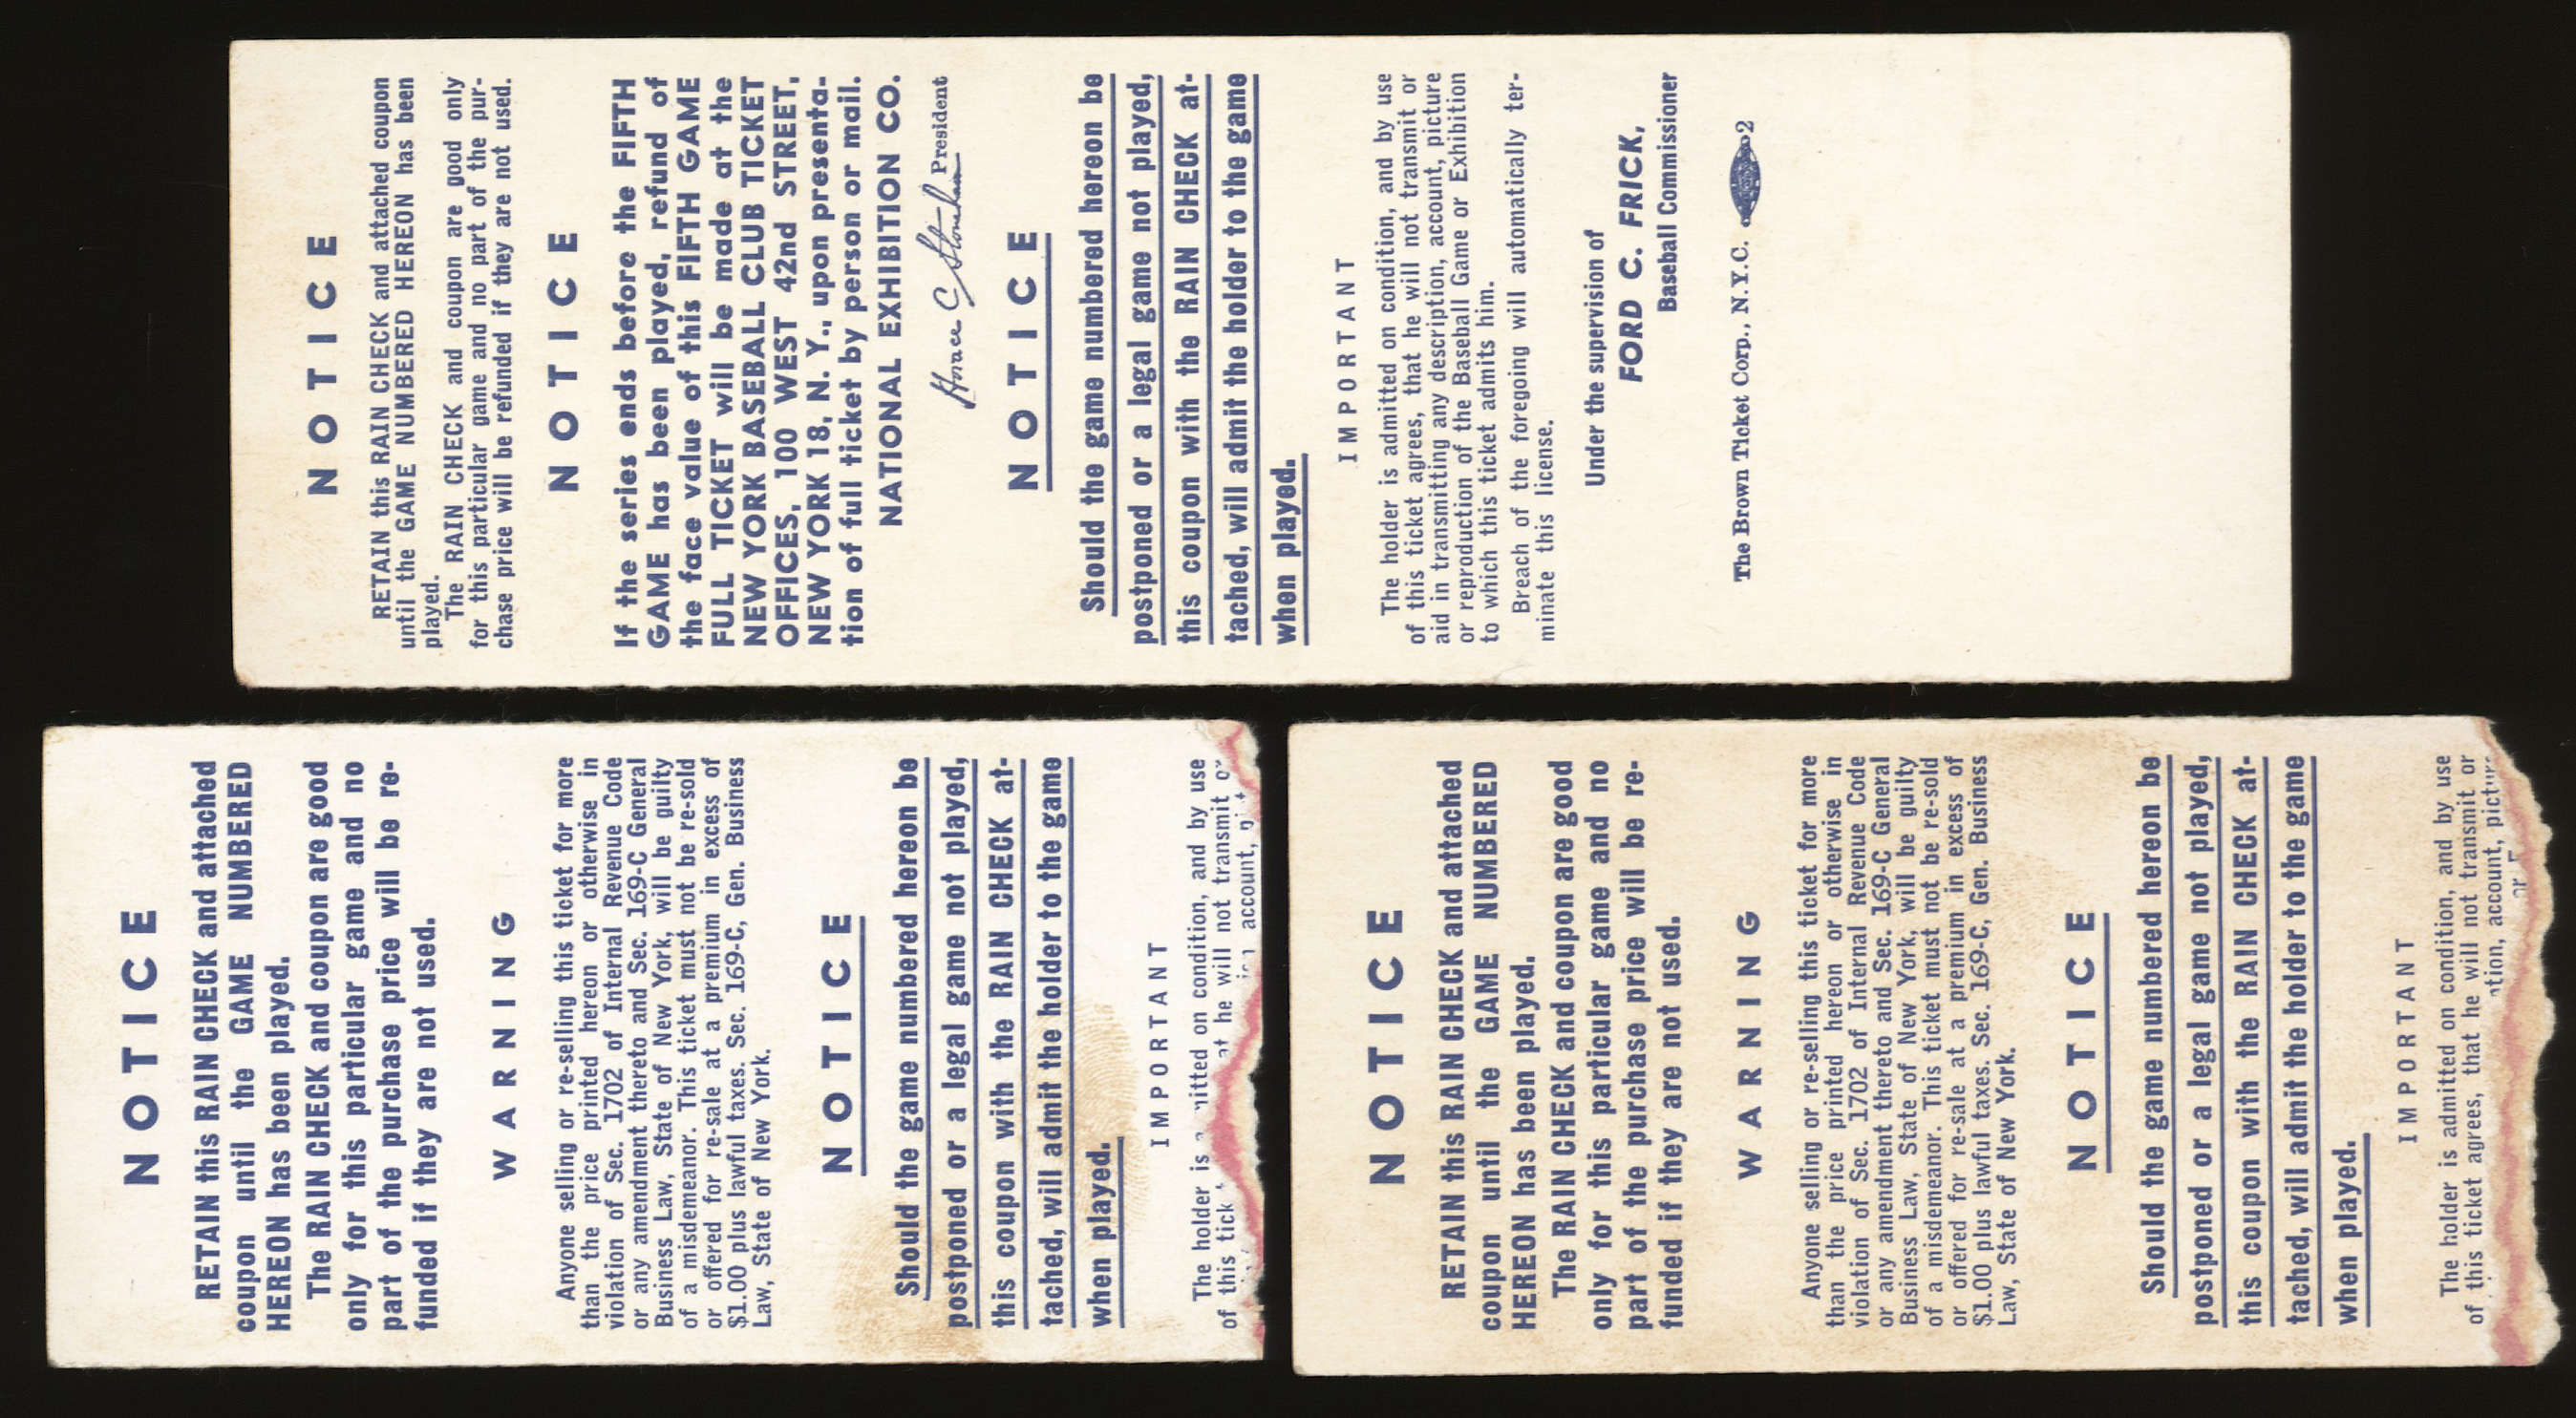 NOTICE
RETAIN this RAIN CHECK and attached coupon
until the GAME NUMBERED HEREON has been
played.
The RAIN CHECK and coupon are good only
for this particular game and no part of the pur-
chase price will be refunded if they are not used.
NOTICE
If the series ends before the FIFTH
GAME has been played, refund of
the face value of this FIFTH GAME
FULL TICKET will be made at the
NEW YORK BASEBALL CLUB TICKET
OFFICES, 100 WEST 42nd STREET,
NEW YORK 18, N. Y., upon presenta-
tion of full ticket by person or mail.
NATIONAL EXHIBITION CO.
Horace C Stoneham President
NOTICE
Should the game numbered hereon be
postponed or a legal game not played,
this coupon with the RAIN CHECK at-
tached, will admit the holder to the game
when played.
IMPORTANT
The holder is admitted on condition, and by use
of this ticket agrees, that he will not transmit or
aid in transmitting any description, account, picture
or reproduction of the Baseball Game or Exhibition
to which this ticket admits him.
Breach of the foregoing will automatically ter-
minate this license.
Under the supervision of
FORD C. FRICK,
Baseball Commissioner
The Brown Ticket Corp., N.Y.C. 2
NOTICE
RETAIN this RAIN CHECK and attached
coupon until the GAME NUMBERED
HEREON has been played.
The RAIN CHECK and coupon are good
only for this particular game and no
part of the purchase price will be re-
funded if they are not used.
WARNING
Anyone selling or re-selling this ticket for more
than the price printed hereon or otherwise in
violation of Sec. 1702 of Internal Revenue Code
or any amendment thereto and Sec. 169-C General
Business Law, State of New York, will be guilty
of a misdemeanor. This ticket must not be re-sold
or offered for re-sale at a premium in excess of
$1.00 plus lawful taxes. Sec. 169-C, Gen. Business
Law, State of New York.
NOTICE
Should the game numbered hereon be
postponed or a legal game not played,
this coupon with the RAIN CHECK at-
tached, will admit the holder to the game
when played.
IMPORTANT
The holder is on condition, and by use
of this he will not transmit
account,
NOTICE
RETAIN this RAIN CHECK and attached
coupon until the GAME NUMBERED
HEREON has been played.
The RAIN CHECK and coupon are good
only for this particular game and no
part of the purchase price will be re-
funded if they are not used.
WARNING
Anyone selling or re-selling this ticket for more
than the price printed hereon or otherwise in
violation of Sec. 1702 of Internal Revenue Code
or any amendment thereto and Sec. 169-C General
Business Law, State of New York, will be guilty
of a misdemeanor. This ticket must not be re-sold
or offered for re-sale at a premium in excess of
$1.00 plus lawful taxes. Sec. 169-C, Gen. Business
Law, State of New York.
NOTICE
Should the game numbered hereon be
postponed or a legal game not played,
this coupon with the RAIN CHECK at-
tached, will admit the holder to the game
when played.
IMPORTANT
The holder is admitted on condition, and by use
of this ticket agrees, that he will not transmit or
account,
or